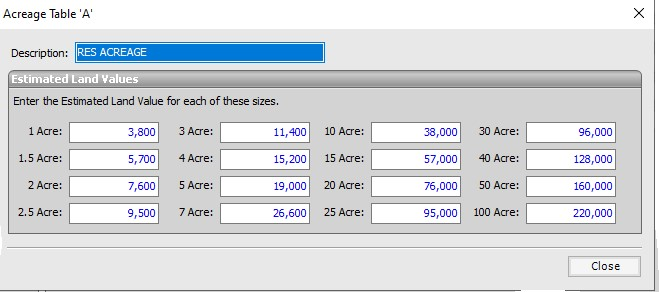 Acreage Table 'A'
Description: RES ACREAGE
Estimated Land Values
Enter the Estimated Land Value for each of these sizes.
1 Acre: 3,800 3 Acre: 11,400 10 Acre: 38,000 30 Acre: 96,000
1.5 Acre: 5,700 4 Acre: 15,200 15 Acre: 57,000 40 Acre: 128,000
2 Acre: 7,600 5 Acre: 19,000 20 Acre: 76,000 50 Acre: 160,000
2.5 Acre: 9,500 7 Acre: 26,600 25 Acre: 95,000 100 Acre: 220,000
Close